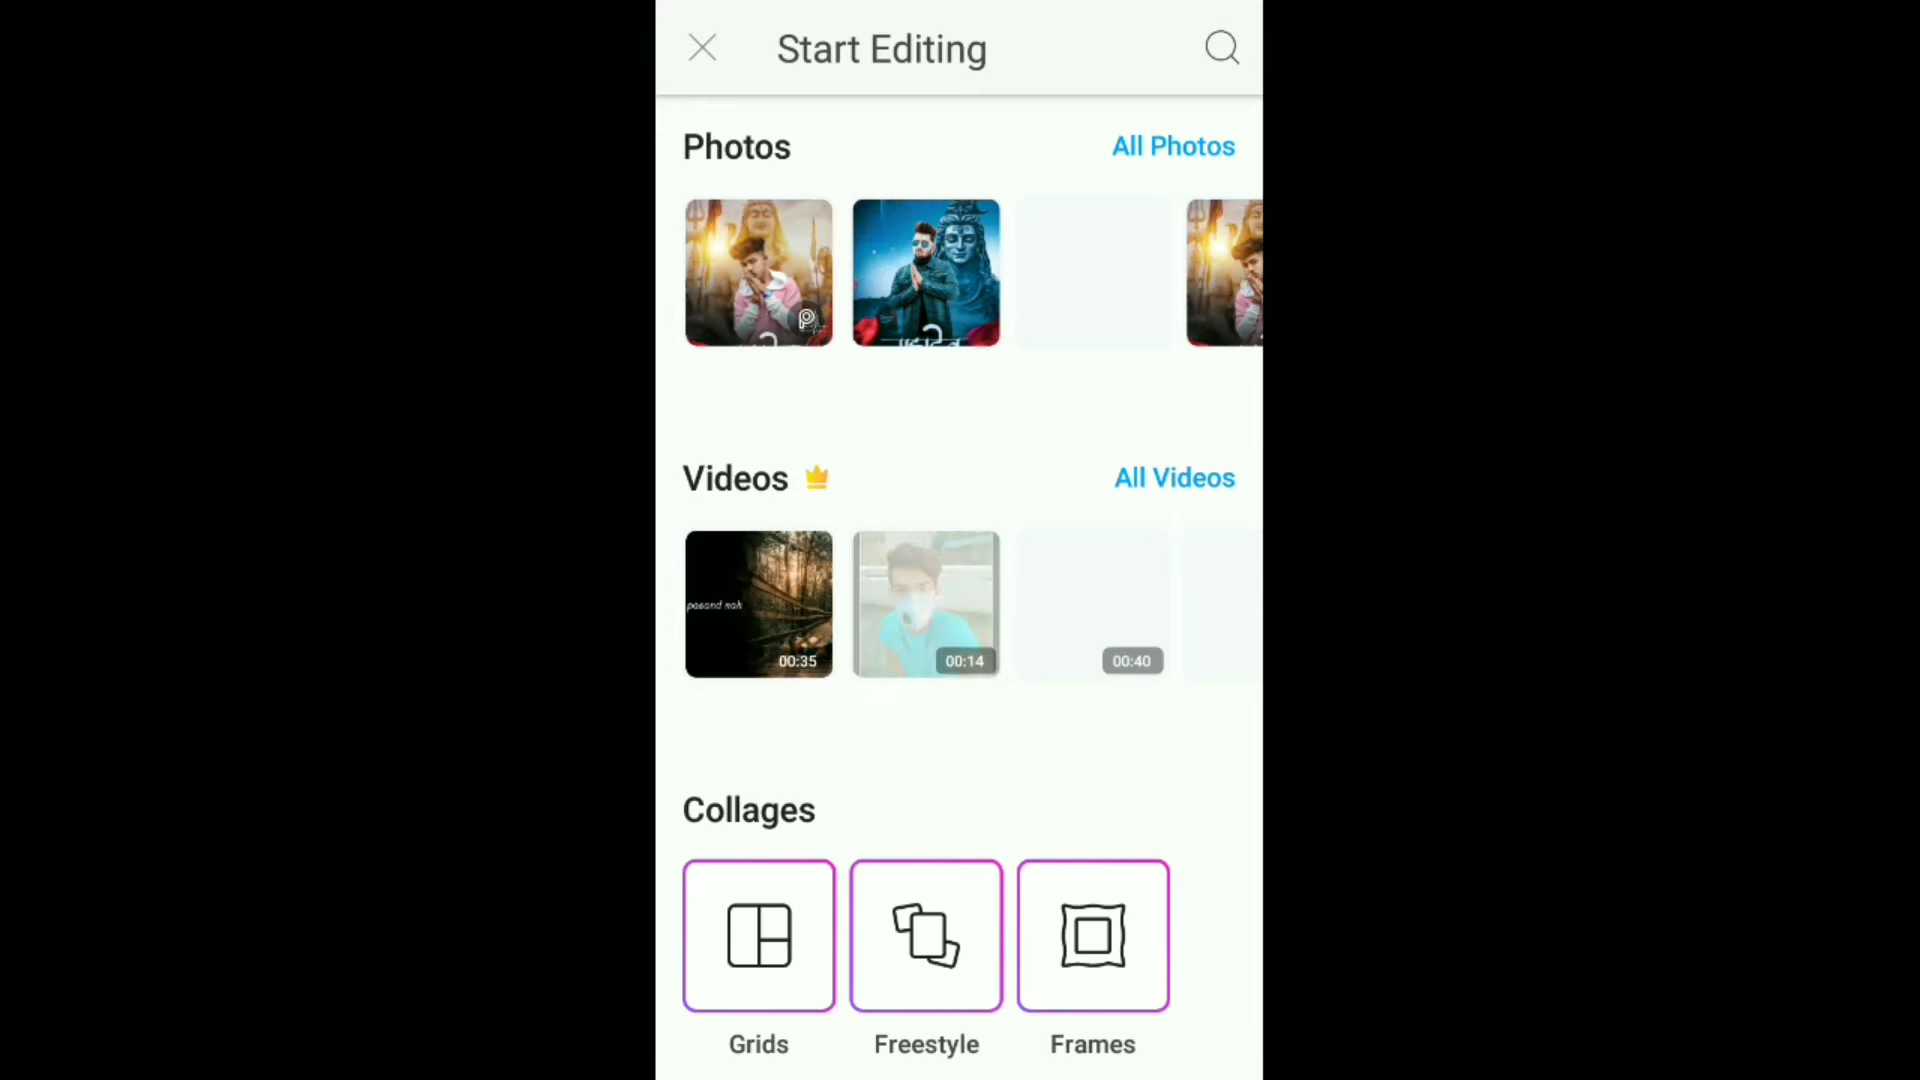 Start Editing
Photos
All Photos
Videos
All Videos
pasand nah
00:35
00:14
00:40
Collages
Grids
Freestyle
Frames